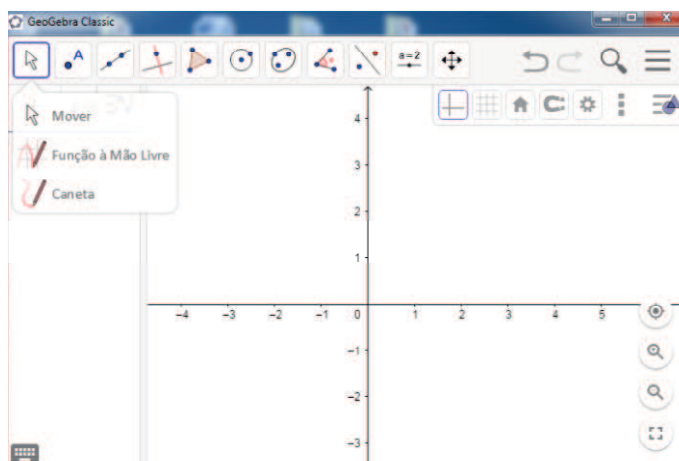 GeoGebra Classic
A
a=2
Mover
Função à Mão Livre
Caneta
4
3
2
1
−4 −3 −2 −1 0 1 2 3 4 5
−1
−2
−3